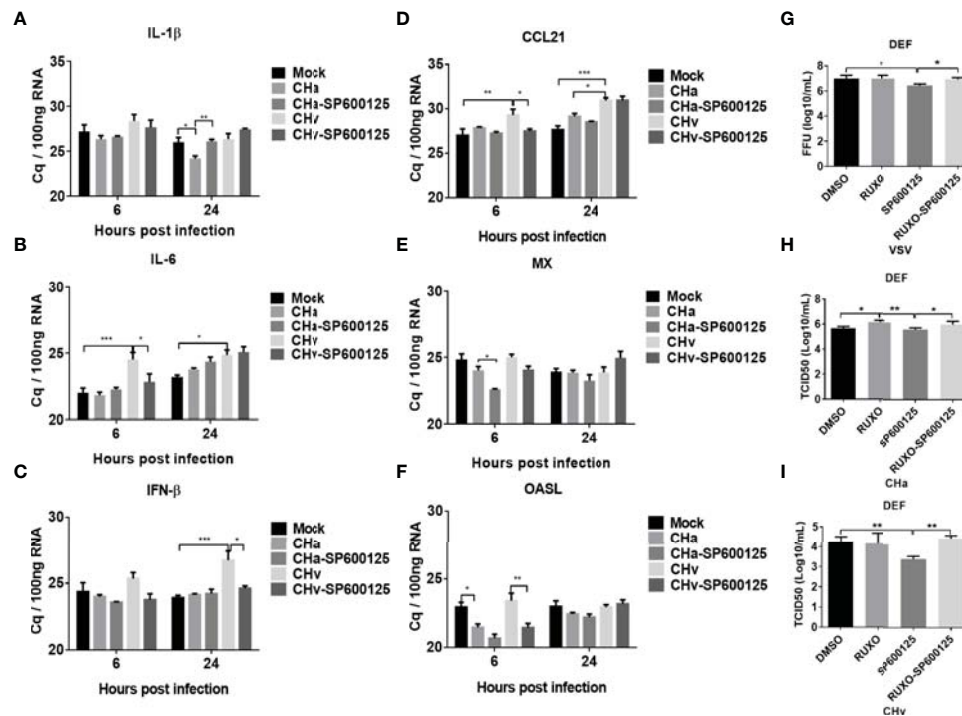 A
IL-1β
Cq / 100ng RNA
35
30
25
20
* **
6 24
Hours post infection
Mock
CHa
CHa-SP600125
CHv
CHv-SP600125
B
IL-6
Cq / 100ng RNA
30
25
20
*** * *
6 24
Hours post infection
Mock
CHa
CHa-SP600125
CHv
CHv-SP600125
C
IFN-β
Cq / 100ng RNA
30
25
20
*** *
6 24
Hours post infection
Mock
CHa
CHa-SP600125
CHv
CHv-SP600125
D
CCL21
Cq / 100ng RNA
35
30
25
20
** * *** *
6 24
Hours post infection
Mock
CHa
CHa-SP600125
CHv
CHv-SP600125
E
MX
Cq / 100ng RNA
30
25
20
*
6 24
Hours post infection
Mock
CHa
CHa-SP600125
CHv
CHv-SP600125
F
OASL
Cq / 100ng RNA
30
25
20
* **
6 24
Hours post infection
Mock
CHa
CHa-SP600125
CHv
CHv-SP600125
G
DEF
FFU (log10/mL)
9
6
3
0
* *
DMSO
RUXO
SP600125
RUXO-SP600125
VSV
H
DEF
TCID50 (Log10/mL)
9
6
3
0
* ** *
DMSO
RUXO
SP600125
RUXO-SP600125
CHa
I
DEF
TCID50 (Log10/mL)
5
4
3
2
1
0
** **
DMSO
RUXO
SP600125
RUXO-SP600125
CHv